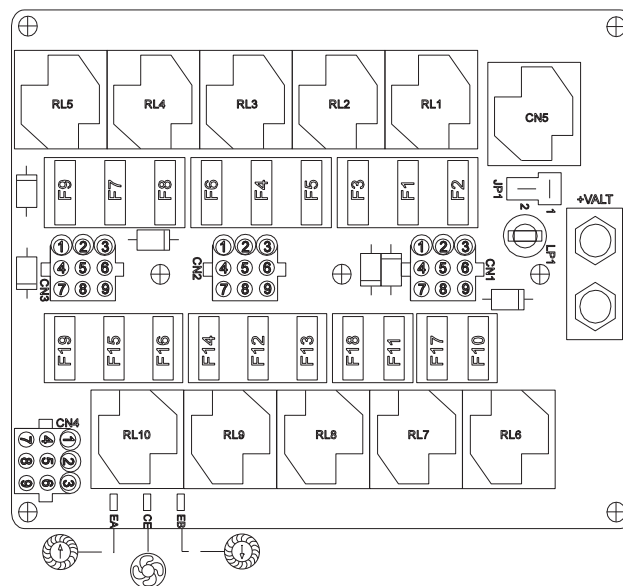 RL5 RL4 RL3 RL2 RL1
CN5
F9 F7 F8 F6 F4 F5 F3 F1 F2
JP1
2 1
+VALT
LP1
1 2 3
4 5 6
7 8 9
CN3
1 2 3
4 5 6
7 8 9
CN2
1 2 3
4 5 6
7 8 9
CN1
F19 F15 F16 F14 F12 F13 F18 F11 F17 F10
CN4
7 4 1
8 5 2
9 6 3
RL10 RL9 RL8 RL7 RL6
EA CE EB